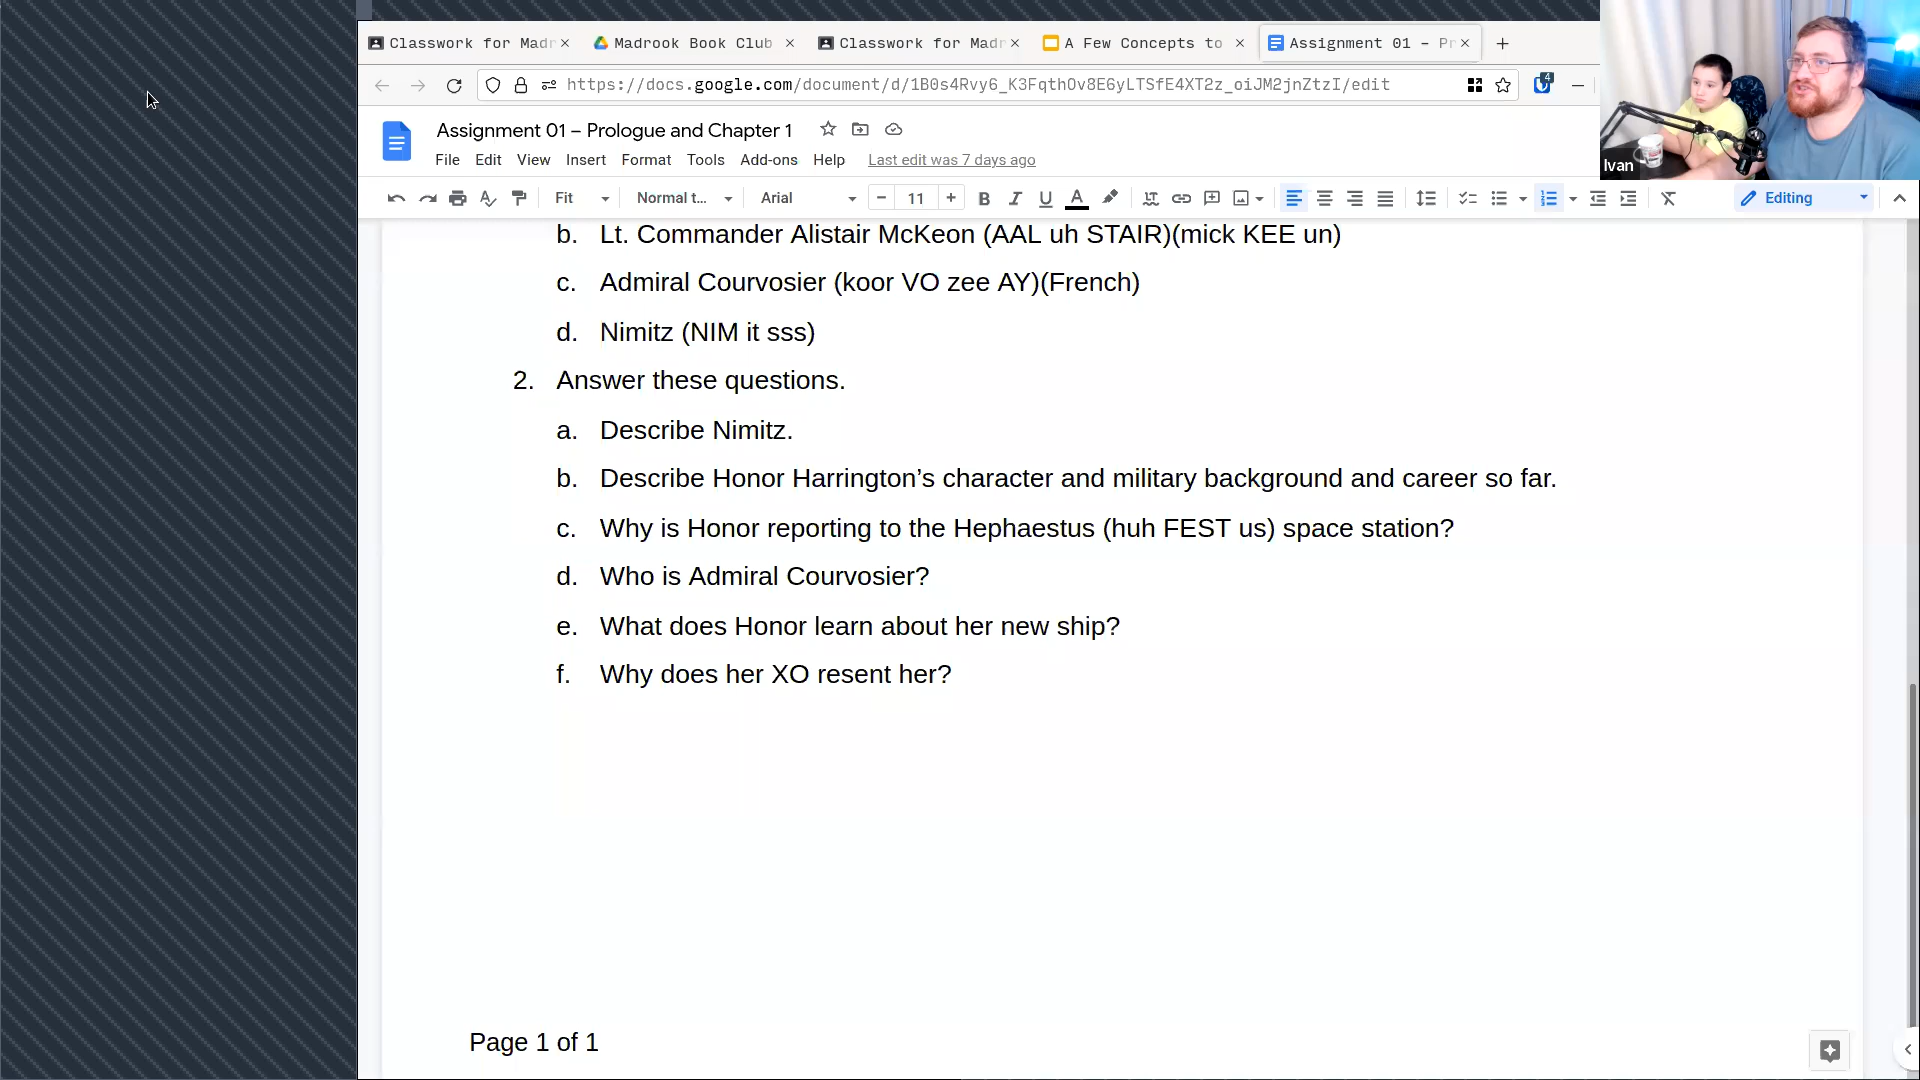 Classwork for Madr
Madrook Book Club
Classwork for Madr
A Few Concepts to
Assignment 01 – Pr
https://docs.google.com/document/d/1B0s4Rvy6_K3FqthOv8E6yLTSfE4XT2z_oiJM2jnZtzI/edit
4
Assignment 01 – Prologue and Chapter 1
File Edit View Insert Format Tools Add-ons Help Last edit was 7 days ago
Ivan
Fit Normal t... Arial 11 Editing
b. Lt. Commander Alistair McKeon (AAL uh STAIR)(mick KEE un)
c. Admiral Courvosier (koor VO zee AY)(French)
d. Nimitz (NIM it sss)
2. Answer these questions.
a. Describe Nimitz.
b. Describe Honor Harrington’s character and military background and career so far.
c. Why is Honor reporting to the Hephaestus (huh FEST us) space station?
d. Who is Admiral Courvosier?
e. What does Honor learn about her new ship?
f. Why does her XO resent her?
Page 1 of 1